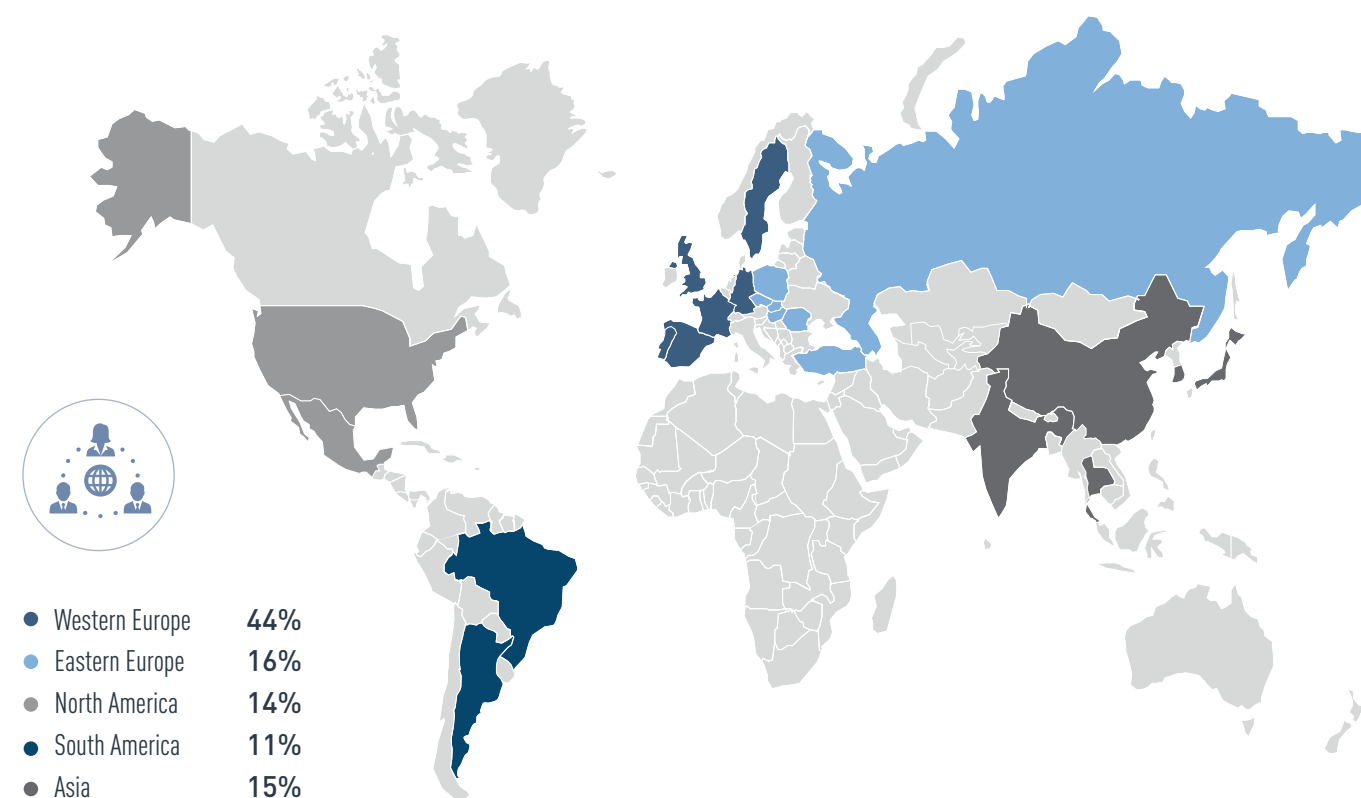 Western Europe 44%
Eastern Europe 16%
North America 14%
South America 11%
Asia 15%